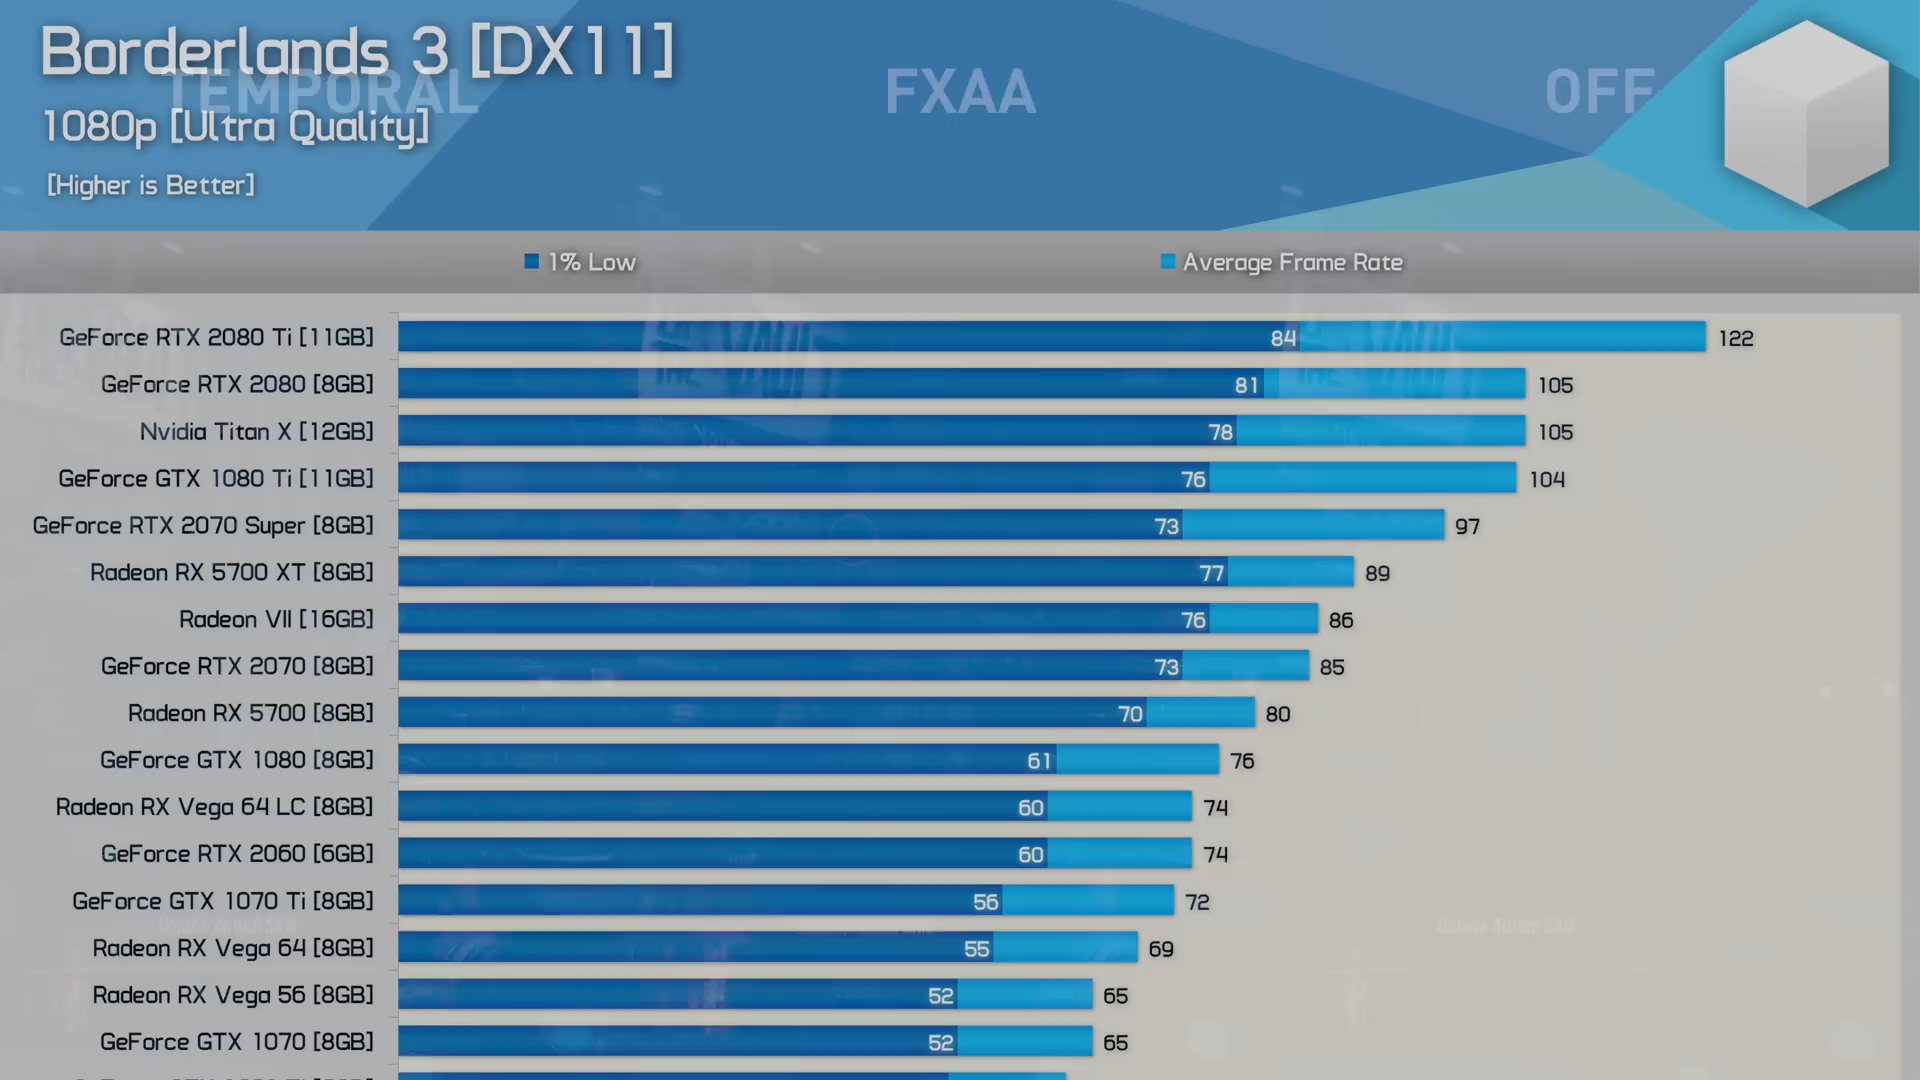 Borderlands 3 [DX11]
TEMPORAL
FXAA
OFF
1080p [Ultra Quality]
[Higher is Better]
1% Low
Average Frame Rate
GeForce RTX 2080 Ti [11GB] 84 122
GeForce RTX 2080 [8GB] 81 105
Nvidia Titan X [12GB] 78 105
GeForce GTX 1080 Ti [11GB] 76 104
GeForce RTX 2070 Super [8GB] 73 97
Radeon RX 5700 XT [8GB] 77 89
Radeon VII [16GB] 76 86
GeForce RTX 2070 [8GB] 73 85
Radeon RX 5700 [8GB] 70 80
GeForce GTX 1080 [8GB] 61 76
Radeon RX Vega 64 LC [8GB] 60 74
GeForce RTX 2060 [6GB] 60 74
GeForce GTX 1070 Ti [8GB] 56 72
Radeon RX Vega 64 [8GB] 55 69
Radeon RX Vega 56 [8GB] 52 65
GeForce GTX 1070 [8GB] 52 65